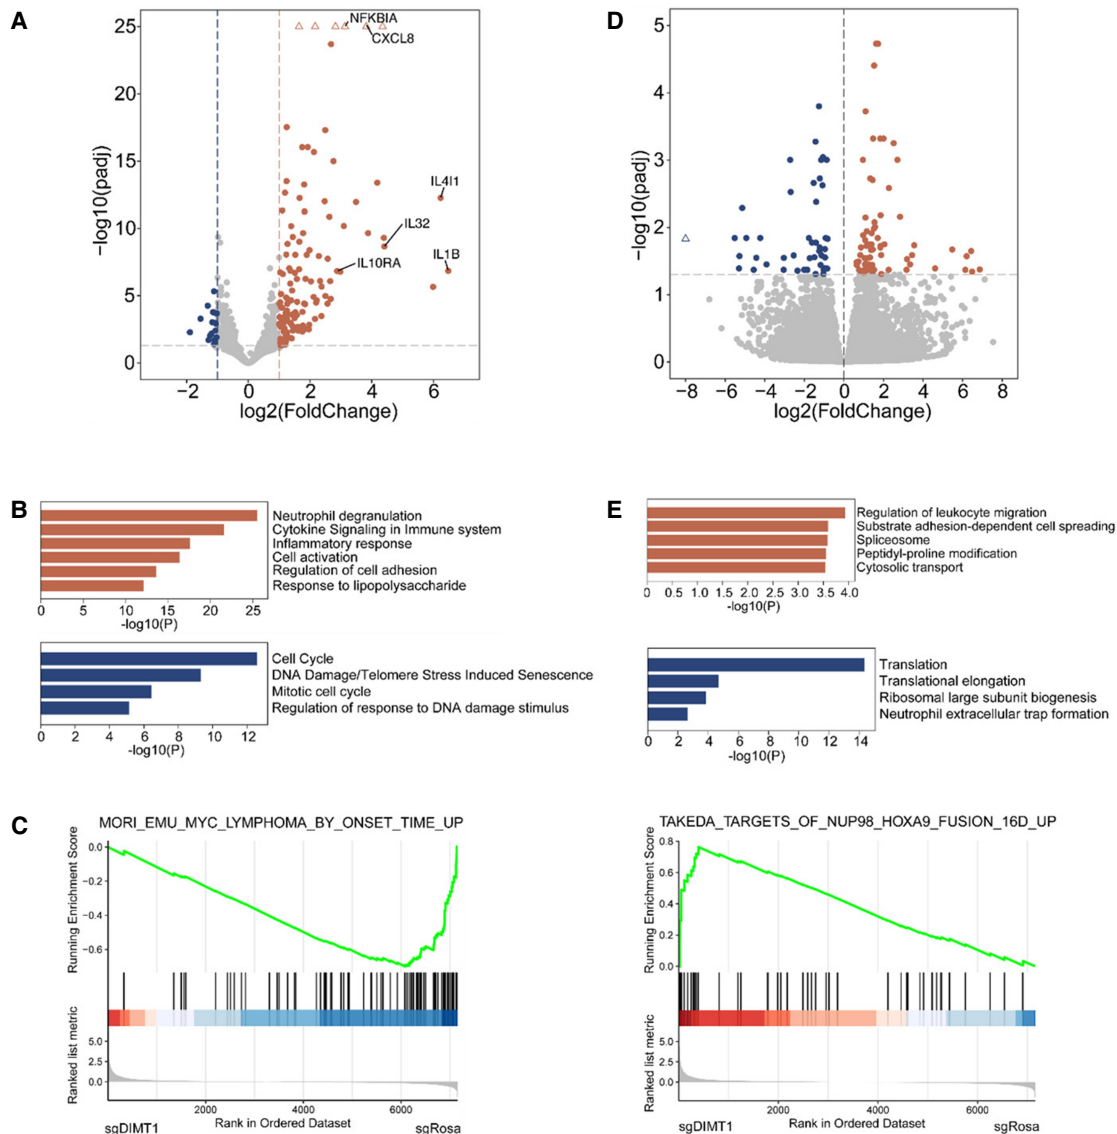 A
25
20
15
10
5
0
−log10(padj)
NFKBIA
CXCL8
IL4I1
IL32
IL1B
IL10RA
−2
0
2
4
6
log2(FoldChange)
D
5
4
3
2
1
0
−log10(padj)
−8
−6
−4
−2
0
2
4
6
8
log2(FoldChange)
B
Neutrophil degranulation
Cytokine Signaling in Immune system
Inflammatory response
Cell activation
Regulation of cell adhesion
Response to lipopolysaccharide
0 5 10 15 20 25
-log10(P)
Cell Cycle
DNA Damage/Telomere Stress Induced Senescence
Mitotic cell cycle
Regulation of response to DNA damage stimulus
0 2 4 6 8 10 12
-log10(P)
E
Regulation of leukocyte migration
Substrate adhesion-dependent cell spreading
Spliceosome
Peptidyl-proline modification
Cytosolic transport
0 0.5 1.0 1.5 2.0 2.5 3.0 3.5 4.0
-log10(P)
Translation
Translational elongation
Ribosomal large subunit biogenesis
Neutrophil extracellular trap formation
0 2 4 6 8 10 12 14
-log10(P)
C
MORI_EMU_MYC_LYMPHOMA_BY_ONSET_TIME_UP
Running Enrichment Score
0.0
−0.2
−0.4
−0.6
Ranked list metric
5.0
2.5
0.0
2000 4000 6000
Rank in Ordered Dataset
sgDIMT1
sgRosa
TAKEDA_TARGETS_OF_NUP98_HOXA9_FUSION_16D_UP
Running Enrichment Score
0.8
0.6
0.4
0.2
0.0
Ranked list metric
5.0
2.5
0.0
2000 4000 6000
Rank in Ordered Dataset
sgDIMT1
sgRosa